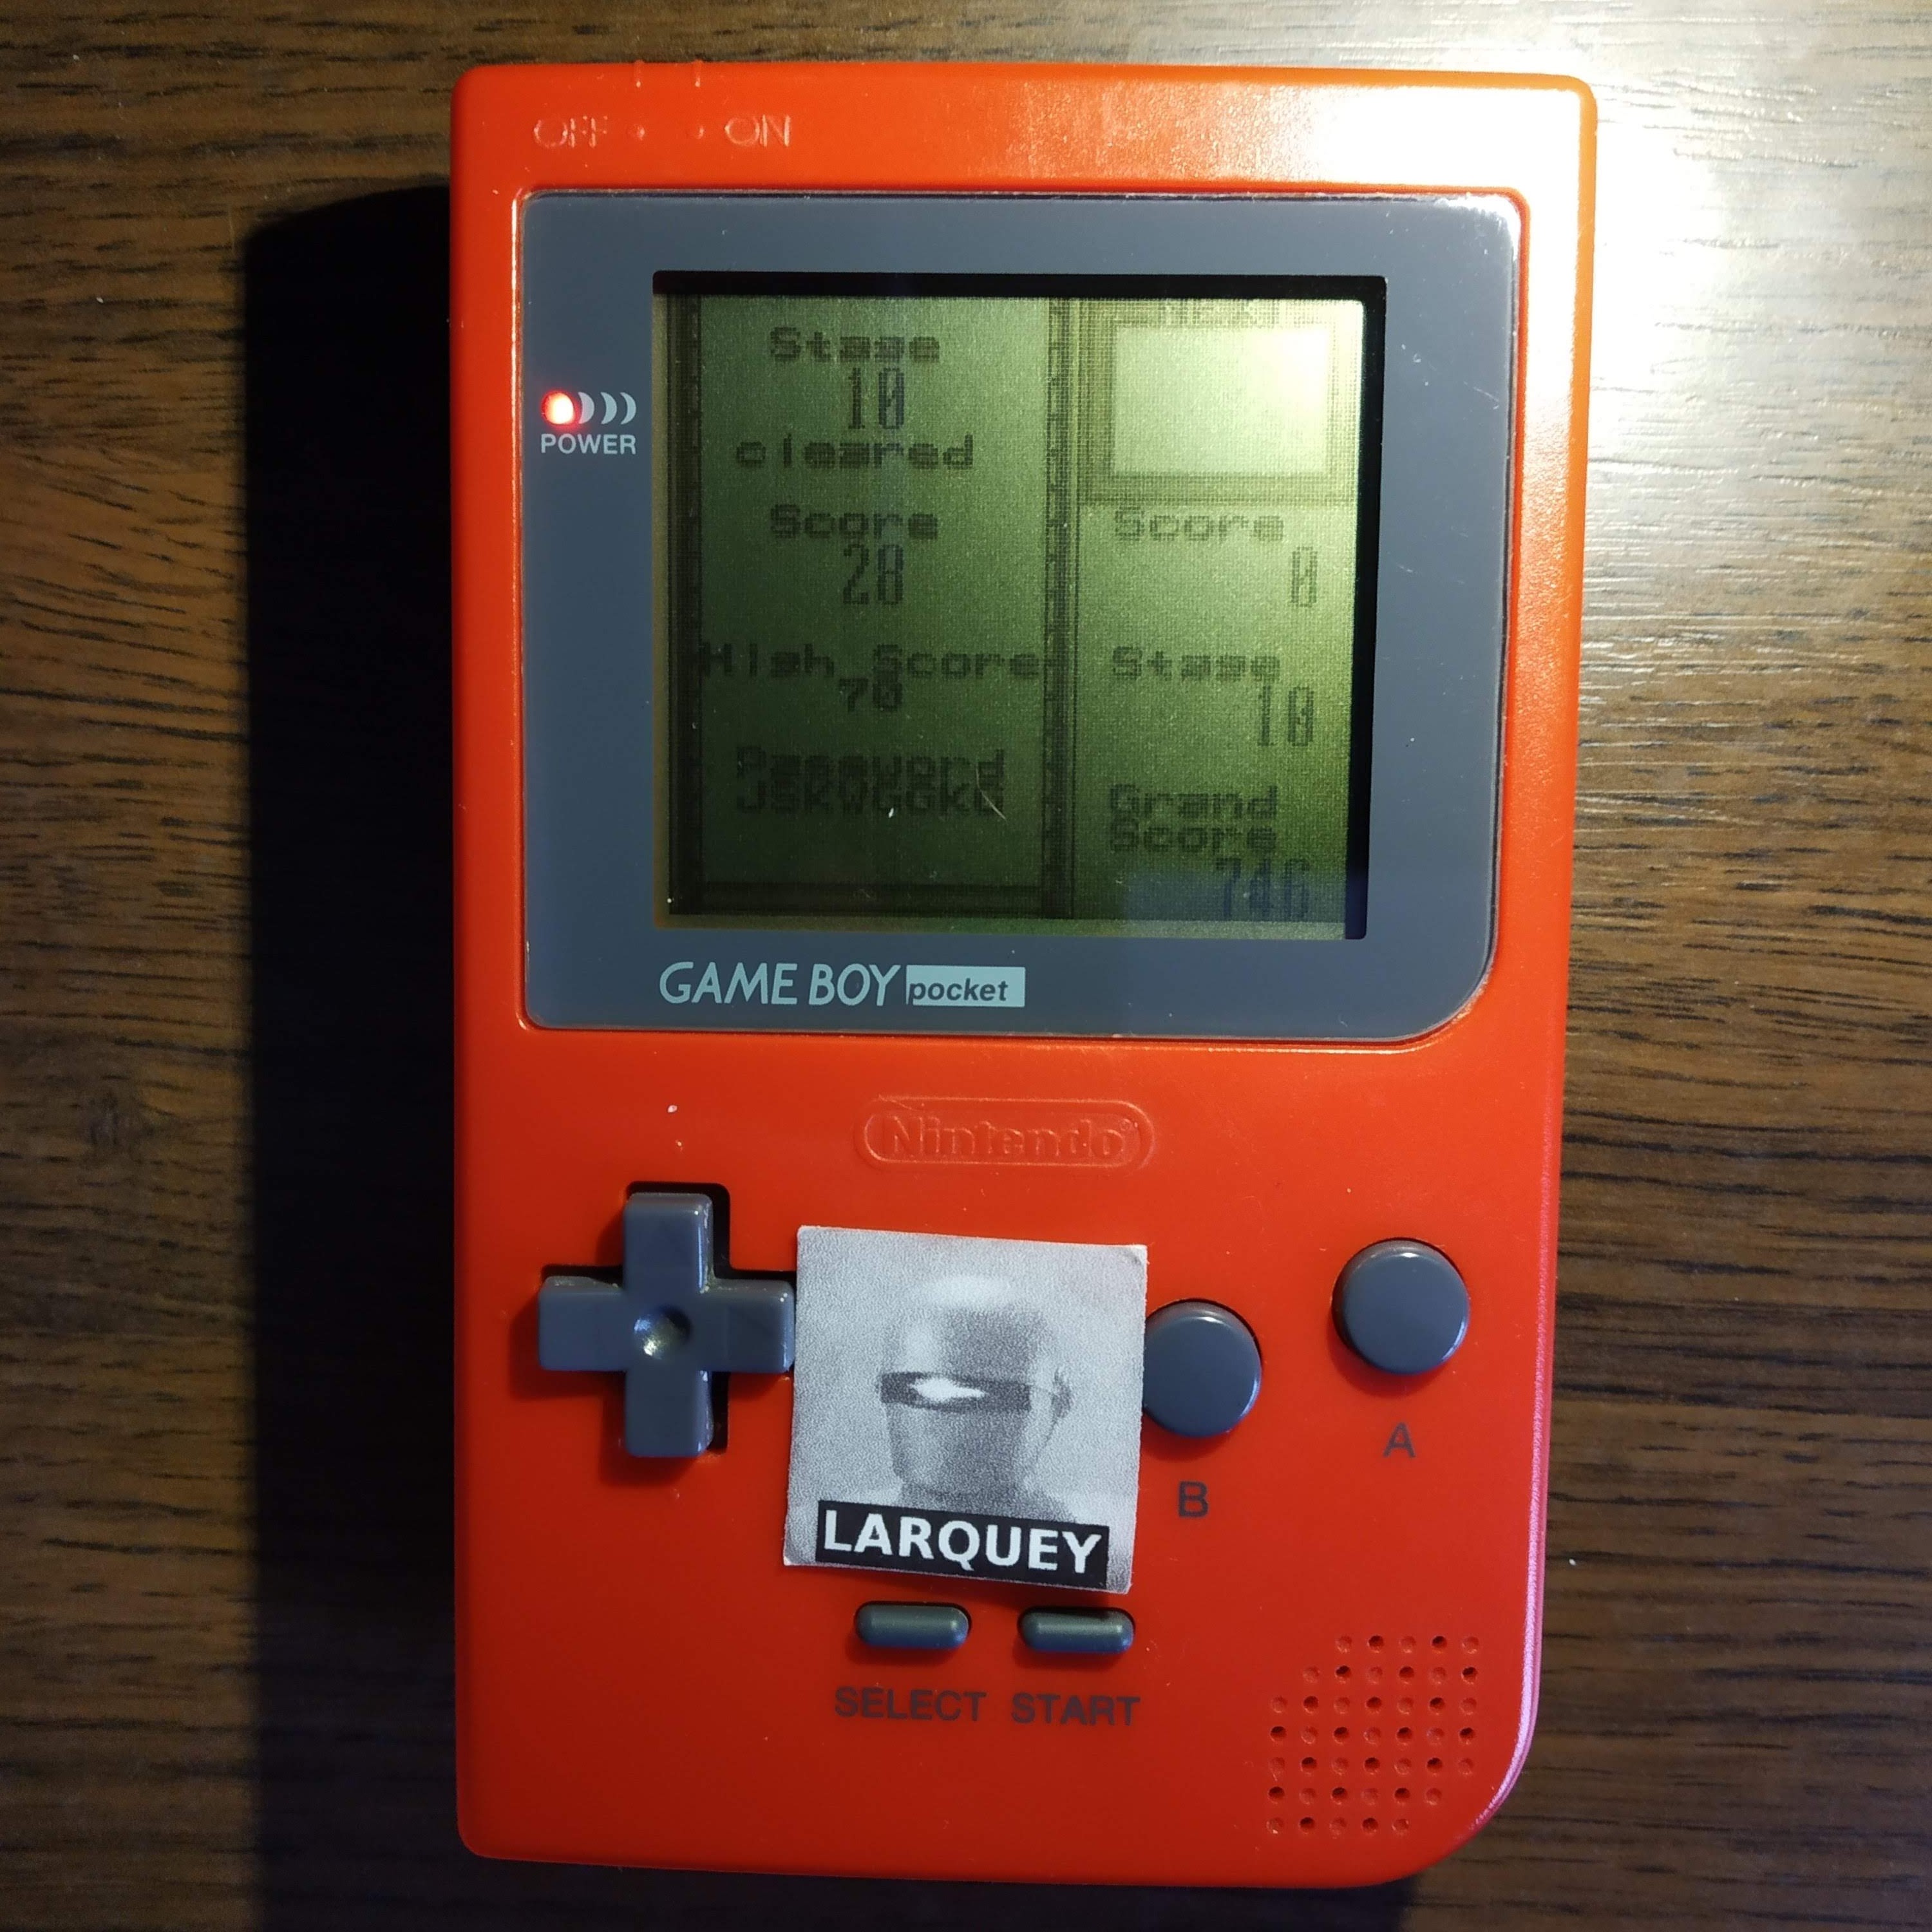 OFF ON
POWER
Stage
10
cleared
Score
28
High Score
70
Password
NEXT
Score
0
Stage
10
Grand
Score
746
GAME BOY pocket
Nintendo®
LARQUEY
B
A
SELECT START